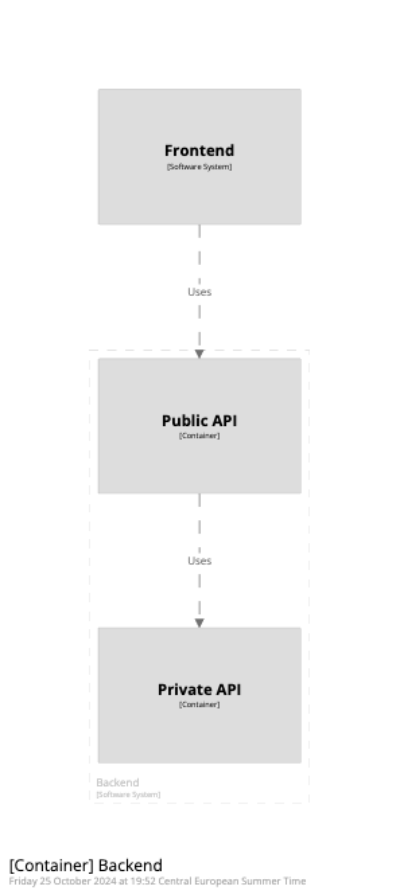 Frontend
[Software System]
Uses
Public API
[Container]
Uses
Private API
[Container]
Backend
[Software System]
[Container] Backend
Friday 25 October 2024 at 19:52 Central European Summer Time